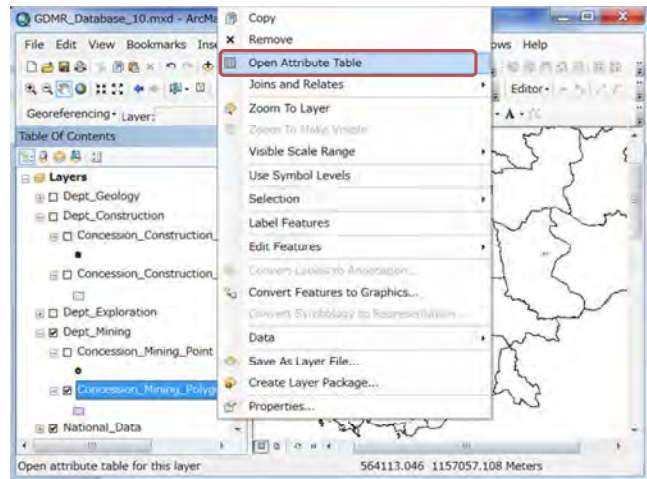 GDMR_Database_10.mxd - ArcMa
File Edit View Bookmarks Inse
ows Help
Editor
Georeferencing Layer:
A
Table Of Contents
Layers
Dept_Geology
Dept_Construction
Concession_Construction_
Concession_Construction_
Dept_Exploration
Dept_Mining
Concession_Mining_Point
Concession_Mining_Polygo
National_Data
Copy
Remove
Open Attribute Table
Joins and Relates
Zoom To Layer
Zoom To Make Visible
Visible Scale Range
Use Symbol Levels
Selection
Label Features
Edit Features
Convert Labels to Annotation...
Convert Features to Graphics...
Convert Symbology to Representation...
Data
Save As Layer File...
Create Layer Package...
Properties...
Open attribute table for this layer
564113.046 1157057.108 Meters